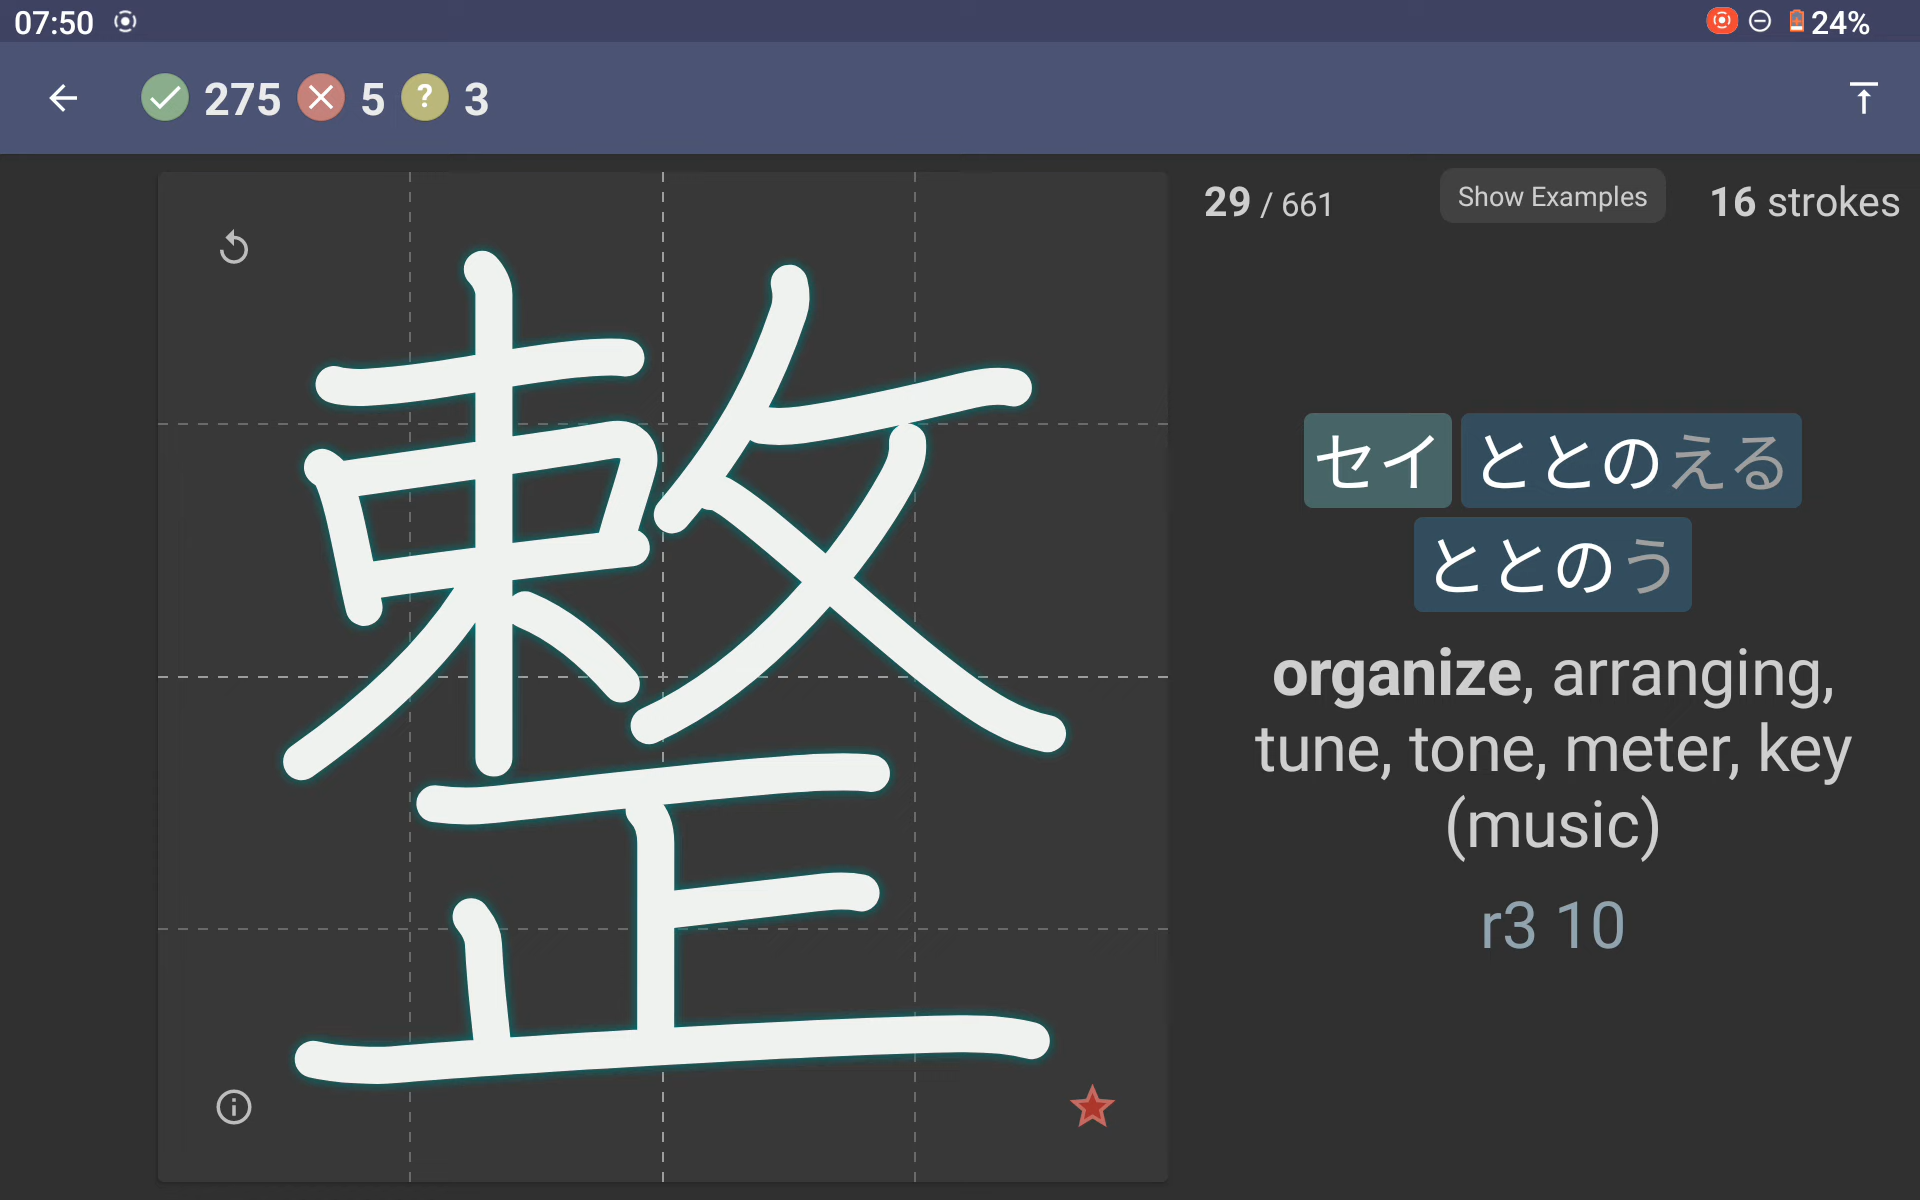 07:50 24%
275 5 ? 3
29 / 661 Show Examples 16 strokes
整
セイ ととのえる
ととのう
organize, arranging,
tune, tone, meter, key
(music)
r3 10